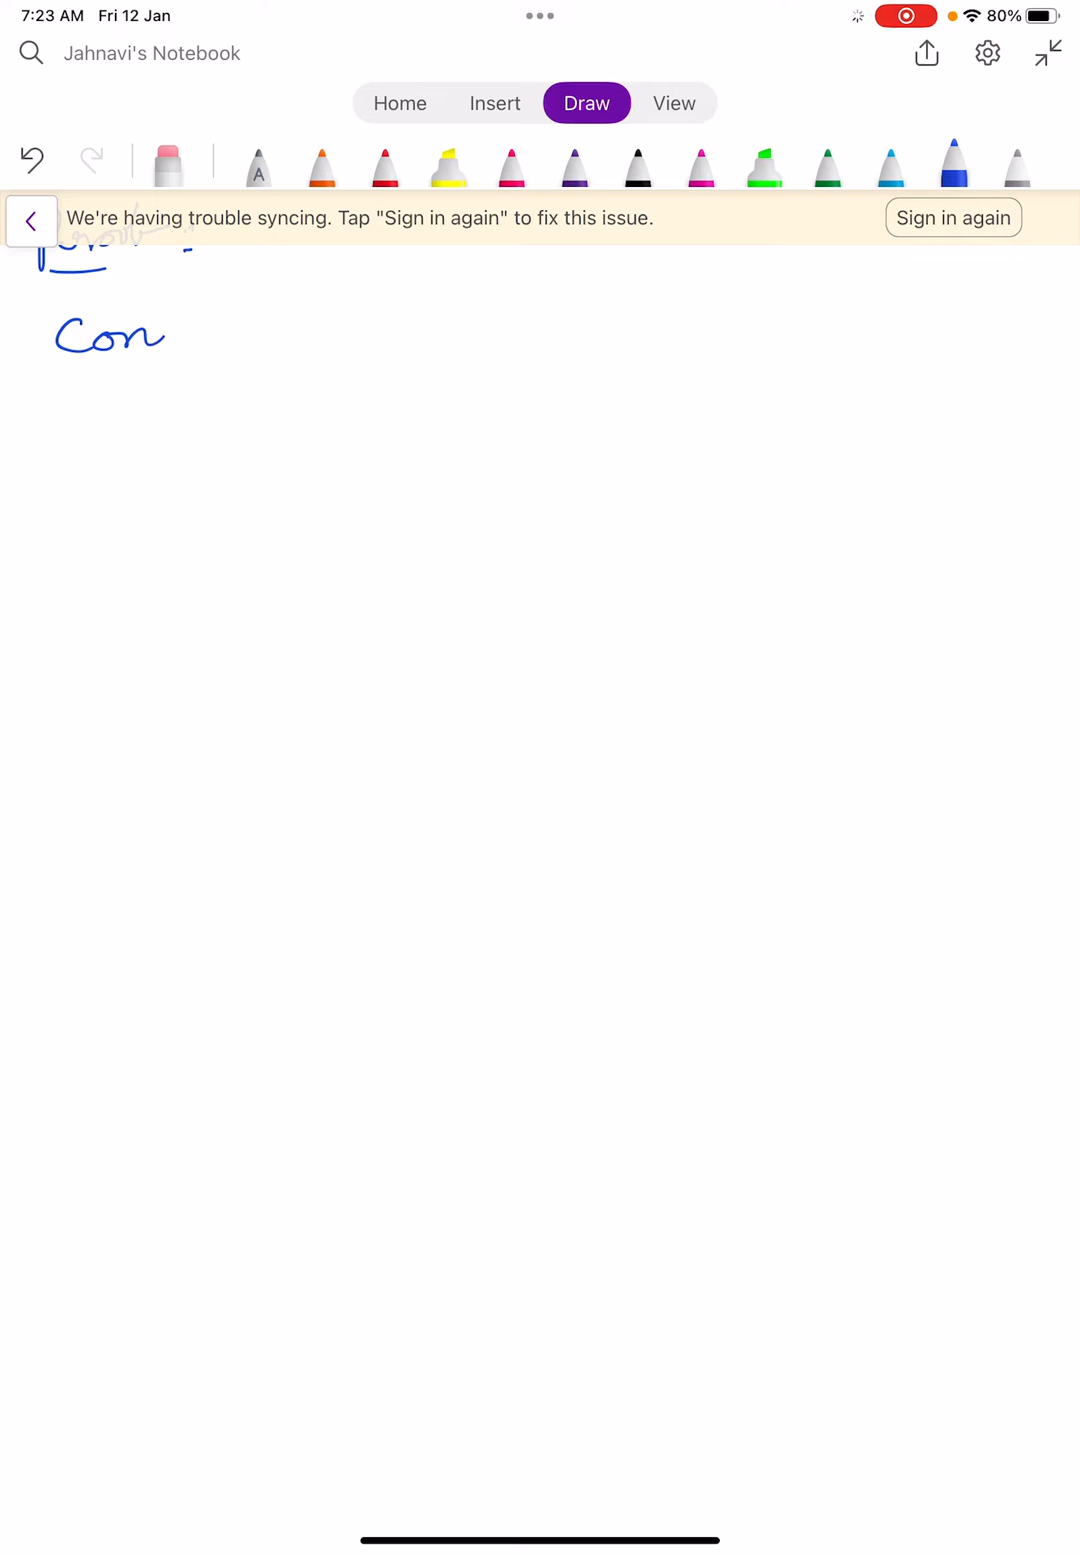 7:23 AM Fri 12 Jan 80%
Jahnavi's Notebook
Home Insert Draw View
A
We're having trouble syncing. Tap "Sign in again" to fix this issue. Sign in again
Con